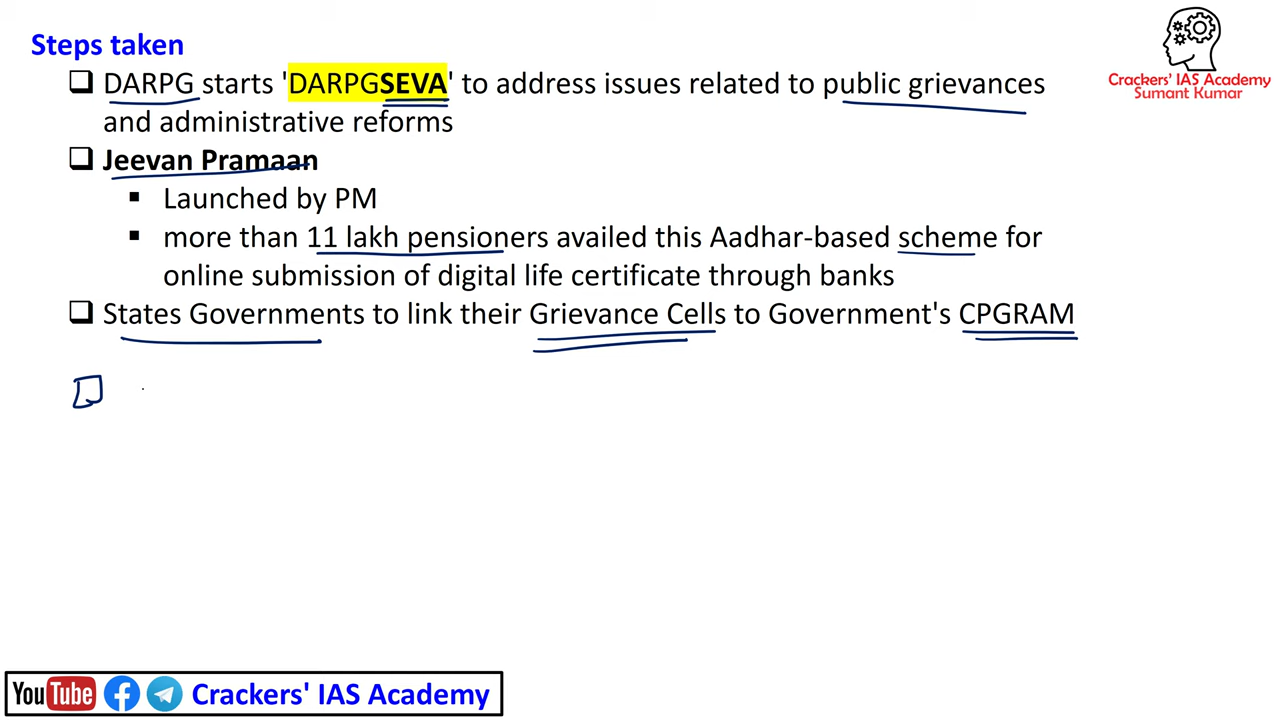 Steps taken
DARPG starts 'DARPGSEVA' to address issues related to public grievances
and administrative reforms
Jeevan Pramaan
Launched by PM
more than 11 lakh pensioners availed this Aadhar-based scheme for
online submission of digital life certificate through banks
States Governments to link their Grievance Cells to Government's CPGRAM
Crackers' IAS Academy
Sumant Kumar
YouTube Crackers' IAS Academy